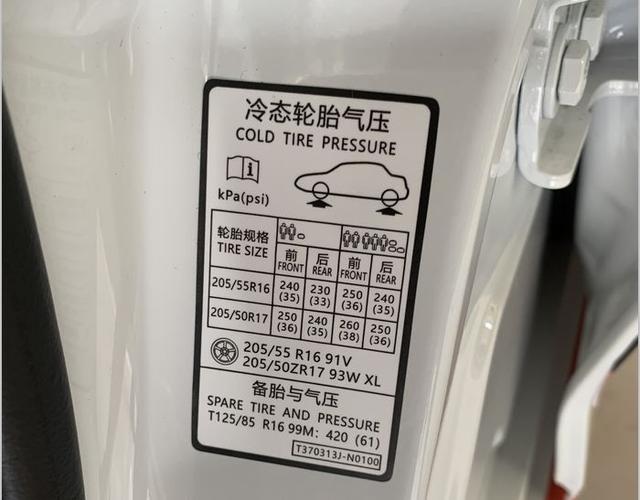 冷态轮胎气压
COLD TIRE PRESSURE
kPa(psi)
轮胎规格
TIRE SIZE
前 后 前 后
FRONT REAR FRONT REAR
205/55R16 240 (35) 230 (33) 250 (36) 240 (35)
205/50R17 250 (36) 240 (35) 260 (38) 250 (36)
205/55 R16 91V
205/50ZR17 93W XL
备胎与气压
SPARE TIRE AND PRESSURE
T125/85 R16 99M: 420 (61)
T370313J-N0100